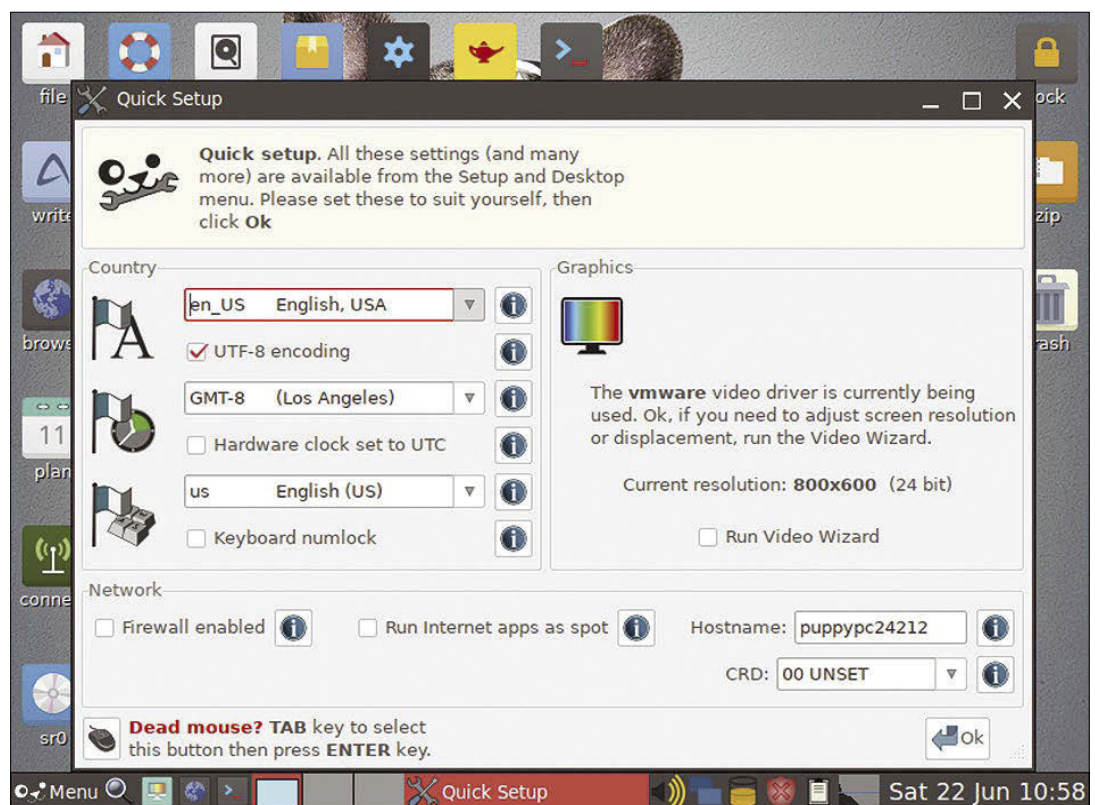 file
Quick Setup
ock
Quick setup. All these settings (and many
more) are available from the Setup and Desktop
menu. Please set these to suit yourself, then
click Ok
write
zip
Country
en_US English, USA
UTF-8 encoding
GMT-8 (Los Angeles)
Hardware clock set to UTC
us English (US)
Keyboard numlock
Graphics
The vmware video driver is currently being
used. Ok, if you need to adjust screen resolution
or displacement, run the Video Wizard.
Current resolution: 800x600 (24 bit)
Run Video Wizard
brows
rash
11
plan
conne
Network
Firewall enabled
Run Internet apps as spot
Hostname: puppypc24212
CRD: 00 UNSET
sr0
Dead mouse? TAB key to select
this button then press ENTER key.
Ok
Menu
Quick Setup
Sat 22 Jun 10:58